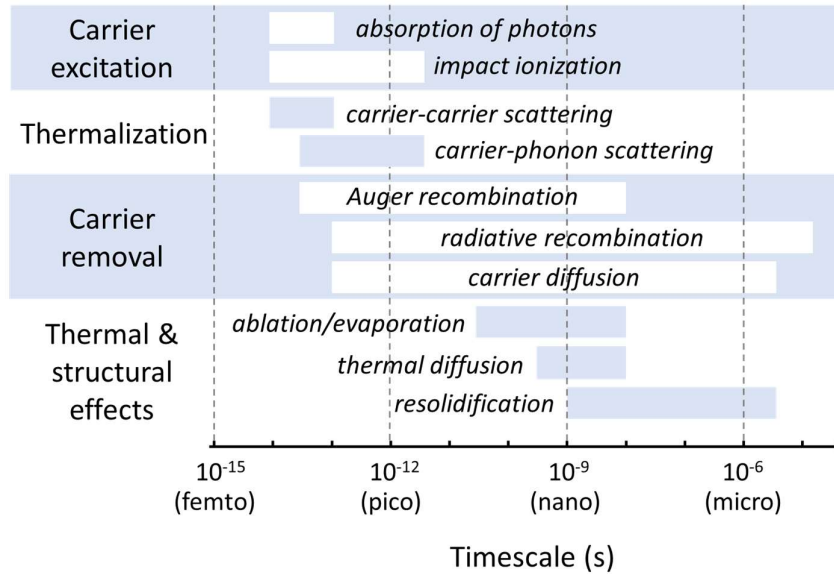 Carrier
excitation
absorption of photons
impact ionization
Thermalization
carrier-carrier scattering
carrier-phonon scattering
Carrier
removal
Auger recombination
radiative recombination
carrier diffusion
Thermal &
structural
effects
ablation/evaporation
thermal diffusion
resolidification
10⁻¹⁵ 10⁻¹² 10⁻⁹ 10⁻⁶
(femto) (pico) (nano) (micro)
Timescale (s)